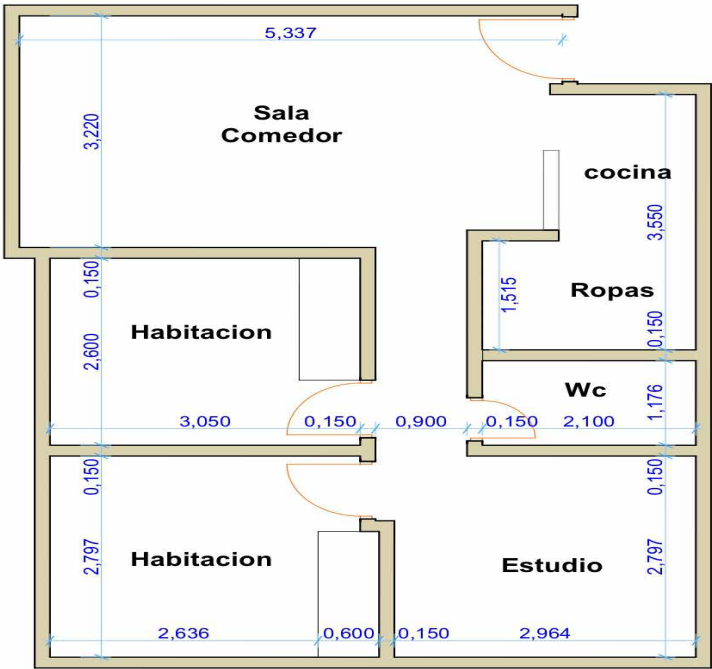 5,337
Sala
Comedor
3,220
cocina
3,550
0,150
1,515
Ropas
Habitacion
2,600
0,150
Wc
1,176
3,050 0,150 0,900 0,150 2,100
0,150
0,150
Habitacion
2,797
Estudio
2,797
2,636 0,600 0,150 2,964